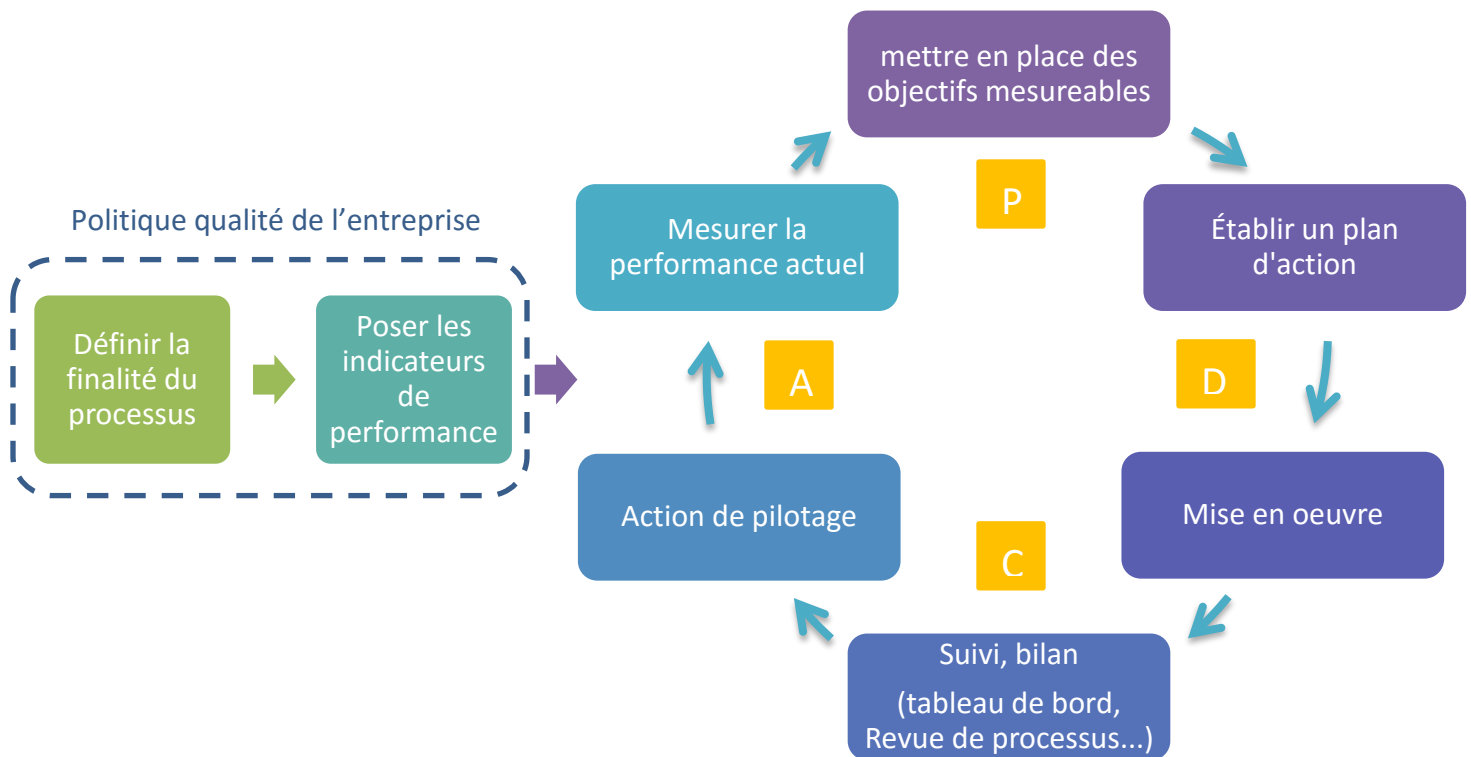 Politique qualité de l’entreprise
Définir la
finalité du
processus
Poser les
indicateurs
de
performance
mettre en place des
objectifs mesureables
Établir un plan
d'action
Mise en oeuvre
Suivi, bilan
(tableau de bord,
Revue de processus...)
Action de pilotage
Mesurer la
performance actuel
P
D
C
A